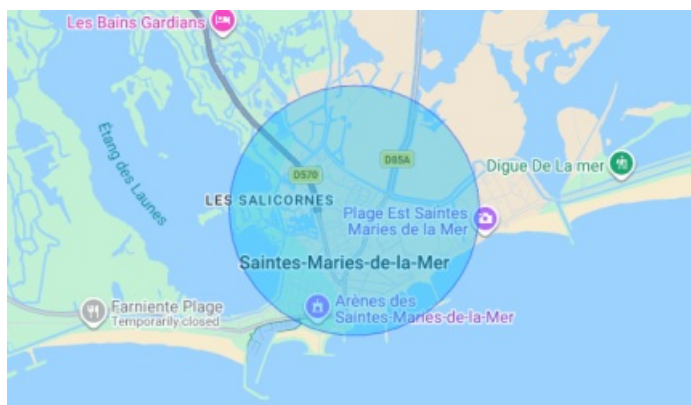 Les Bains Gardians
Étang des Launes
D570
D85A
Digue De La mer
LES SALICORNES
Plage Est Saintes
Maries de la Mer
Saintes-Maries-de-la-Mer
Farniente Plage
Temporarily closed
Arènes des
Saintes-Maries-de-la-Mer